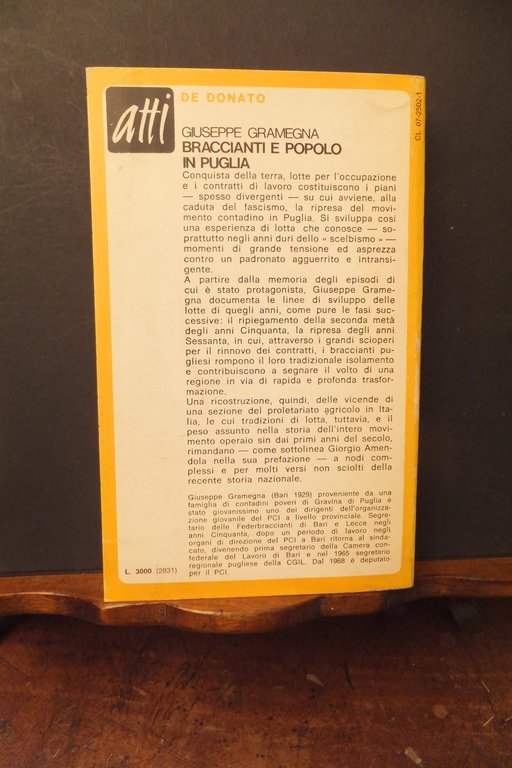 atti
DE DONATO
CL 07-2502-1
GIUSEPPE GRAMEGNA
BRACCIANTI E POPOLO
IN PUGLIA
Conquista della terra, lotte per l'occupazione
e i contratti di lavoro costituiscono i piani
— spesso divergenti — su cui avviene, alla
caduta del fascismo, la ripresa del movi-
mento contadino in Puglia. Si sviluppa così
una esperienza di lotta che conosce — so-
prattutto negli anni duri dello « scelbismo » —
momenti di grande tensione ed asprezza
contro un padronato agguerrito e intransi-
gente.
A partire dalla memoria degli episodi di
cui è stato protagonista, Giuseppe Grame-
gna documenta le linee di sviluppo delle
lotte di quegli anni, come pure le fasi suc-
cessive: il ripiegamento della seconda metà
degli anni Cinquanta, la ripresa degli anni
Sessanta, in cui, attraverso i grandi scioperi
per il rinnovo dei contratti, i braccianti pu-
gliesi rompono il loro tradizionale isolamento
e contribuiscono a segnare il volto di una
regione in via di rapida e profonda trasfor-
mazione.
Una ricostruzione, quindi, delle vicende di
una sezione del proletariato agricolo in Ita-
lia, le cui tradizioni di lotta, tuttavia, e il
peso assunto nella storia dell'intero movi-
mento operaio sin dai primi anni del secolo,
rimandano — come sottolinea Giorgio Amen-
dola nella sua prefazione — a nodi com-
plessi e per molti versi non sciolti della
recente storia nazionale.
Giuseppe Gramegna (Bari 1929) proveniente da una
famiglia di contadini poveri di Gravina di Puglia è
stato giovanissimo uno dei dirigenti dell'organizza-
zione giovanile del PCI a livello provinciale. Segre-
tario delle Federbraccianti di Bari e Lecce negli
anni Cinquanta, dopo un periodo di lavoro negli
organi di direzione del PCI a Bari ritorna al sinda-
cato, divenendo primo segretario della Camera con-
federale del Lavoro di Bari e nel 1965 segretario
regionale pugliese della CGIL. Dal 1968 è deputato
per il PCI.
L. 3000 (2831)